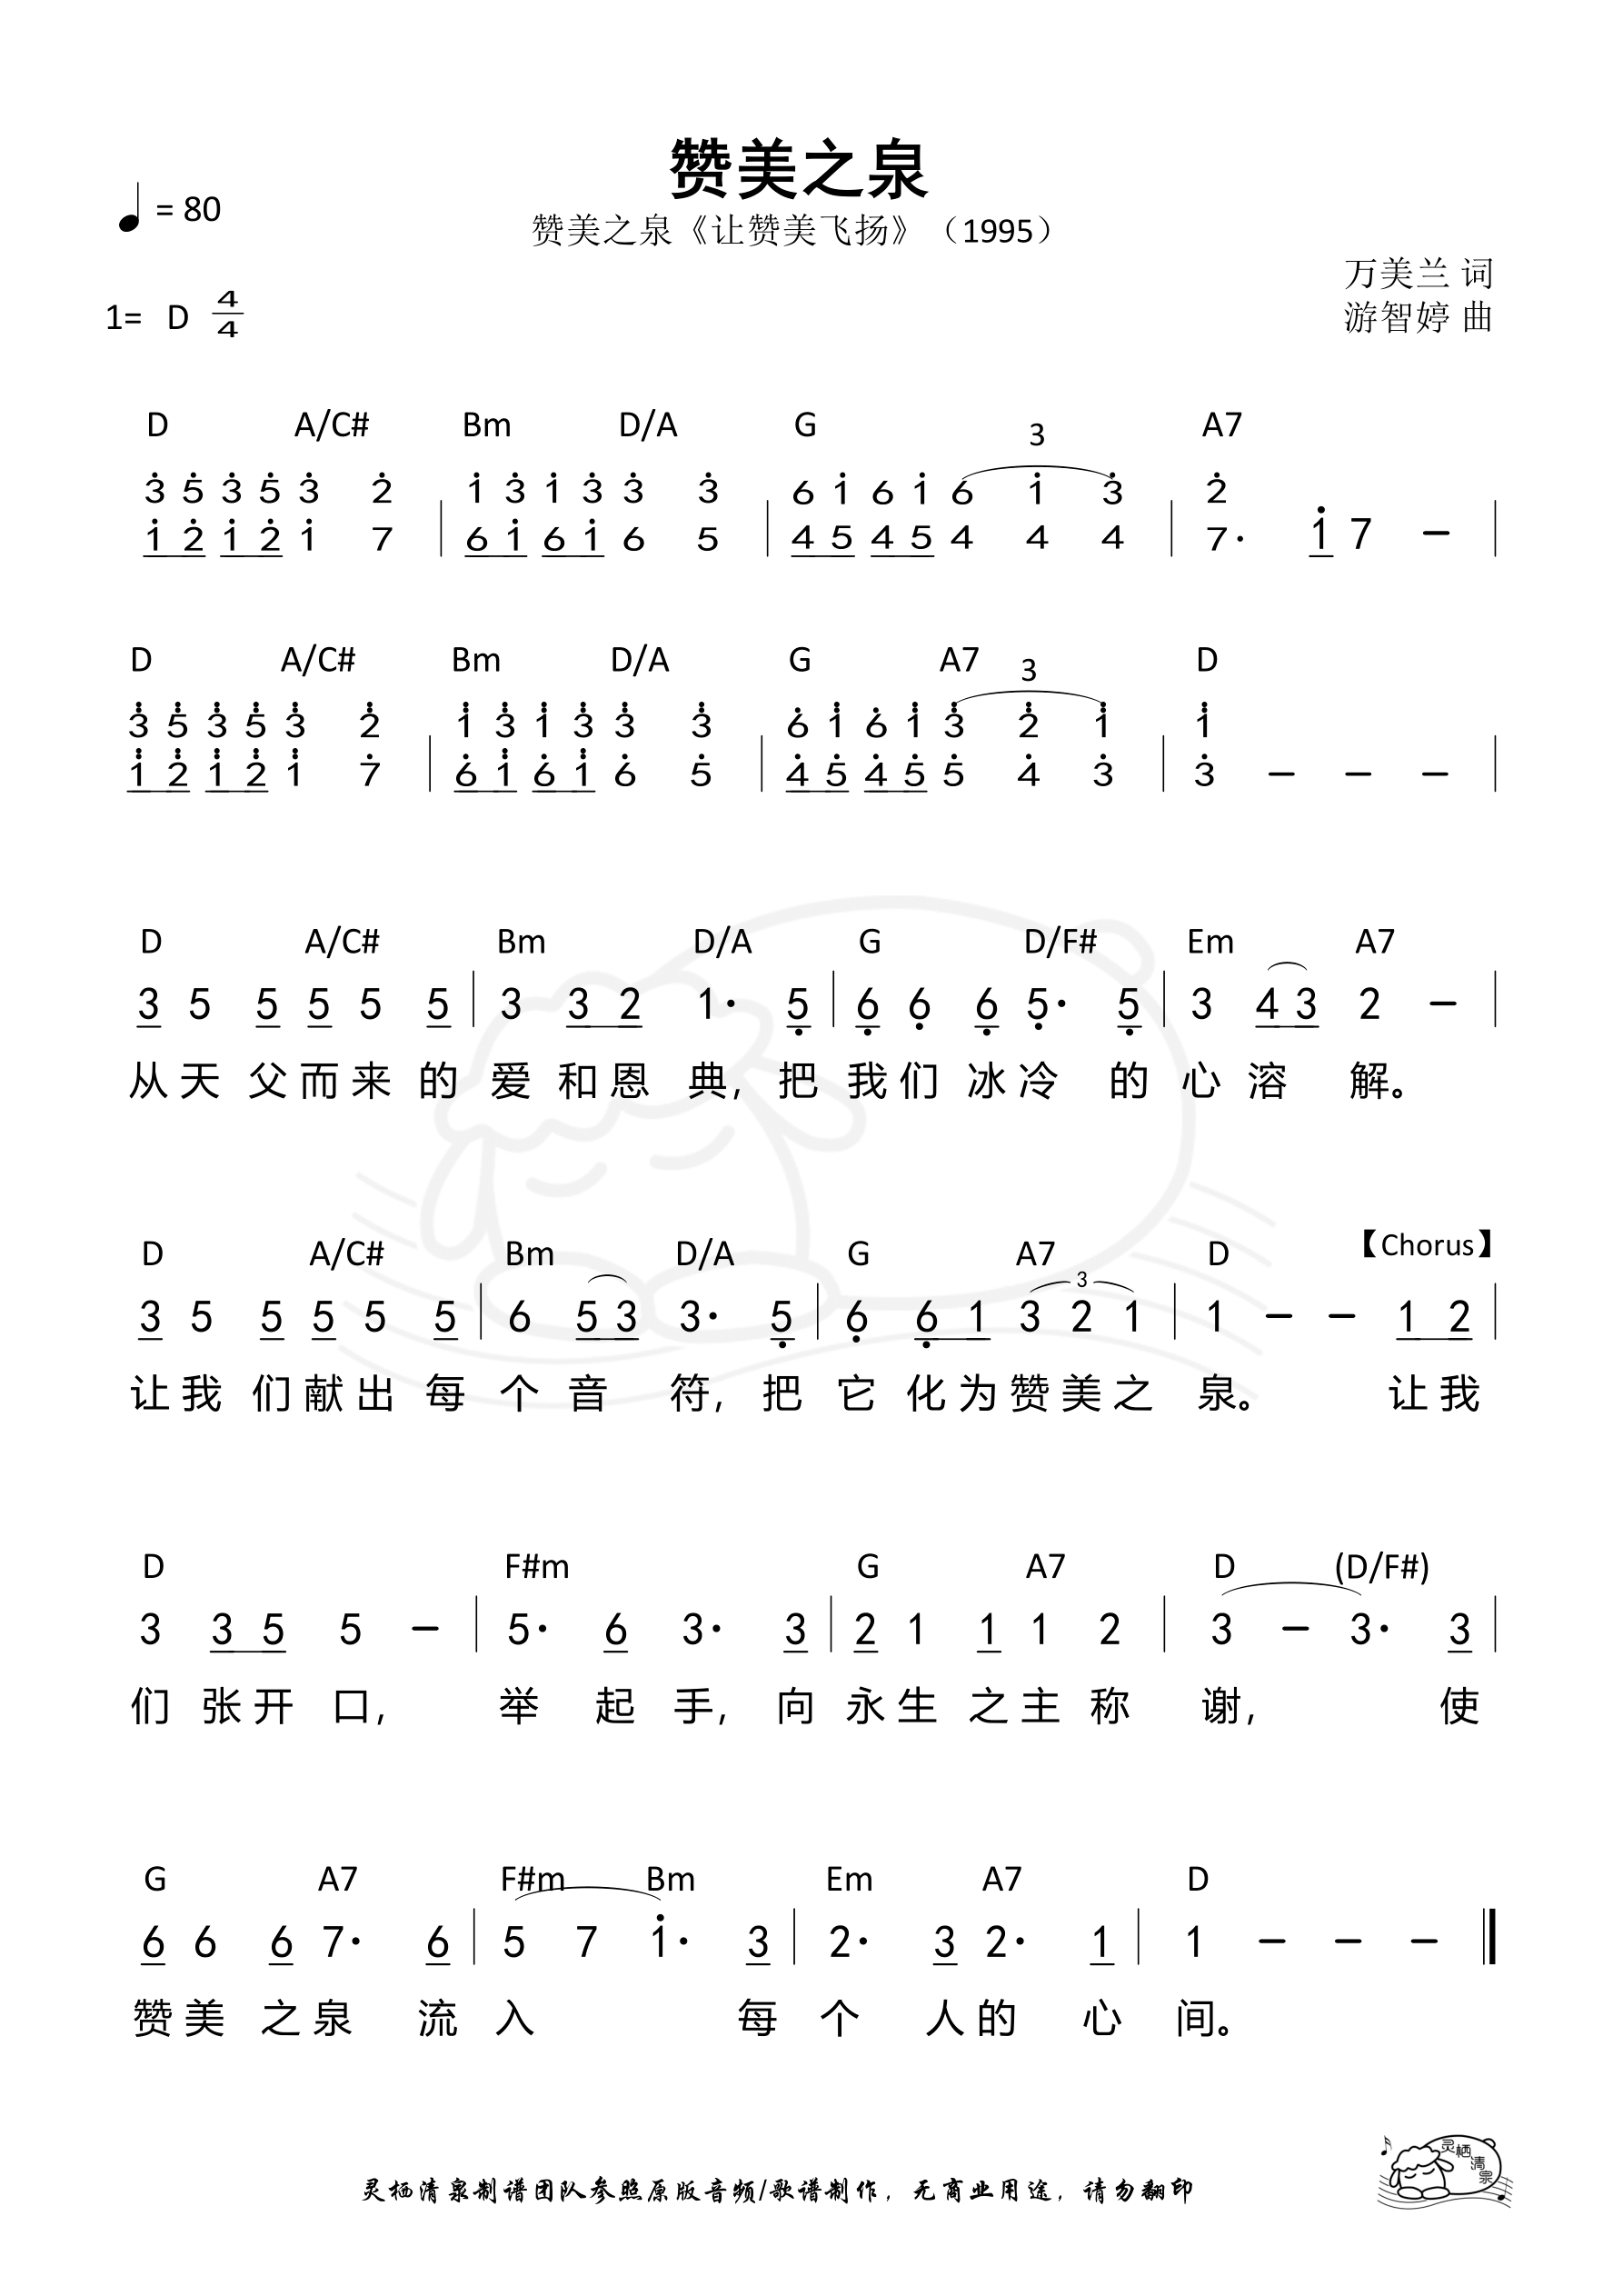 赞美之泉
= 80
赞美之泉《让赞美飞扬》（1995）
万美兰 词
1= D 4/4
游智婷 曲
D A/C# Bm D/A G 3 A7
3 5 3 5 3 2 1 3 1 3 3 3 6 1 6 1 6 1 3 2
1 2 1 2 1 7 | 6 1 6 1 6 5 | 4 5 4 5 4 4 4 | 7· 1 7 – |
D A/C# Bm D/A G A7 3 D
3 5 3 5 3 2 1 3 1 3 3 3 6 1 6 1 3 2 1 1
1 2 1 2 1 7 | 6 1 6 1 6 5 | 4 5 4 5 5 4 3 | 3 – – – |
D A/C# Bm D/A G D/F# Em A7
3 5 5 5 5 5 | 3 3 2 1· 5 | 6 6 6 5· 5 | 3 4 3 2 – |
从天父而来的爱和恩典,把我们冰冷的心溶解。
D A/C# Bm D/A G A7 D 【Chorus】
3
3 5 5 5 5 5 | 6 5 3 3· 5 | 6 6 1 3 2 1 | 1 – – 1 2 |
让我们献出每个音符,把它化为赞美之泉。 让我
D F#m G A7 D (D/F#)
3 3 5 5 – | 5· 6 3· 3 | 2 1 1 1 2 | 3 – 3· 3 |
们张开口,举起手,向永生之主称谢,使
G A7 F#m Bm Em A7 D
6 6 6 7· 6 | 5 7 1· 3 | 2· 3 2· 1 | 1 – – – ‖
赞美之泉流入每个人的心间。
灵栖清泉
灵栖清泉制谱团队参照原版音频/歌谱制作，无商业用途，请勿翻印